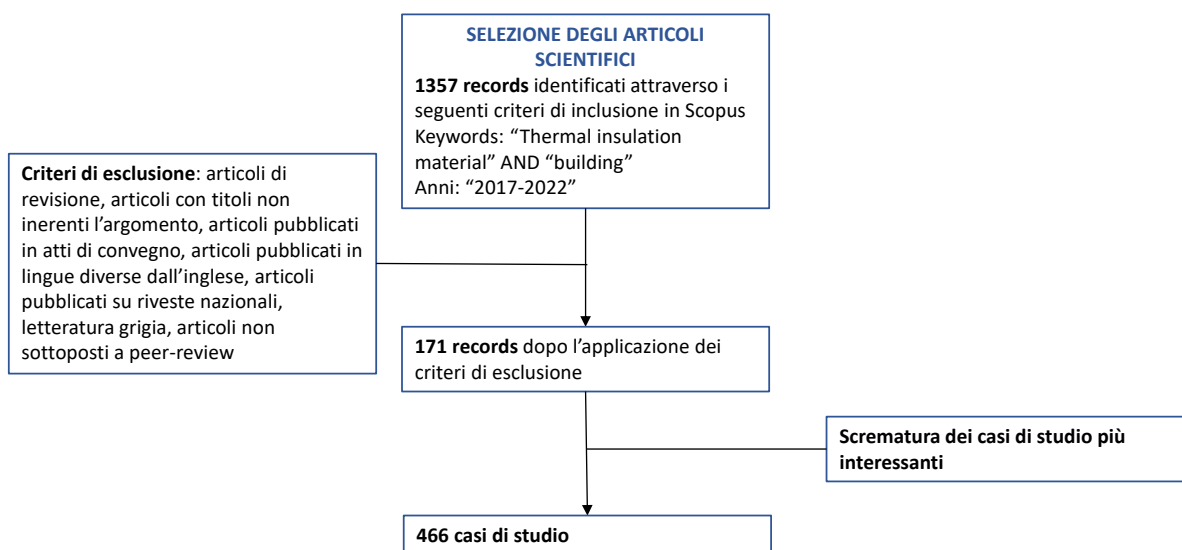 SELEZIONE DEGLI ARTICOLI
SCIENTIFICI
1357 records identificati attraverso i
seguenti criteri di inclusione in Scopus
Keywords: “Thermal insulation
material” AND “building”
Anni: “2017-2022”
Criteri di esclusione: articoli di
revisione, articoli con titoli non
inerenti l’argomento, articoli pubblicati
in atti di convegno, articoli pubblicati in
lingue diverse dall’inglese, articoli
pubblicati su riveste nazionali,
letteratura grigia, articoli non
sottoposti a peer-review
171 records dopo l’applicazione dei
criteri di esclusione
Scrematura dei casi di studio più
interessanti
466 casi di studio